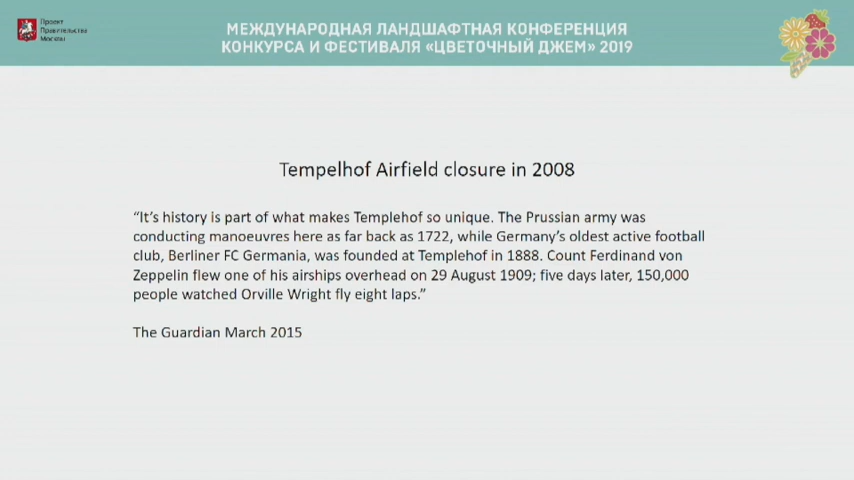 Проект
Правительства
Москвы
МЕЖДУНАРОДНАЯ ЛАНДШАФТНАЯ КОНФЕРЕНЦИЯ
КОНКУРСА И ФЕСТИВАЛЯ «ЦВЕТОЧНЫЙ ДЖЕМ» 2019
Tempelhof Airfield closure in 2008
“It’s history is part of what makes Templehof so unique. The Prussian army was
conducting manoeuvres here as far back as 1722, while Germany’s oldest active football
club, Berliner FC Germania, was founded at Templehof in 1888. Count Ferdinand von
Zeppelin flew one of his airships overhead on 29 August 1909; five days later, 150,000
people watched Orville Wright fly eight laps.”
The Guardian March 2015